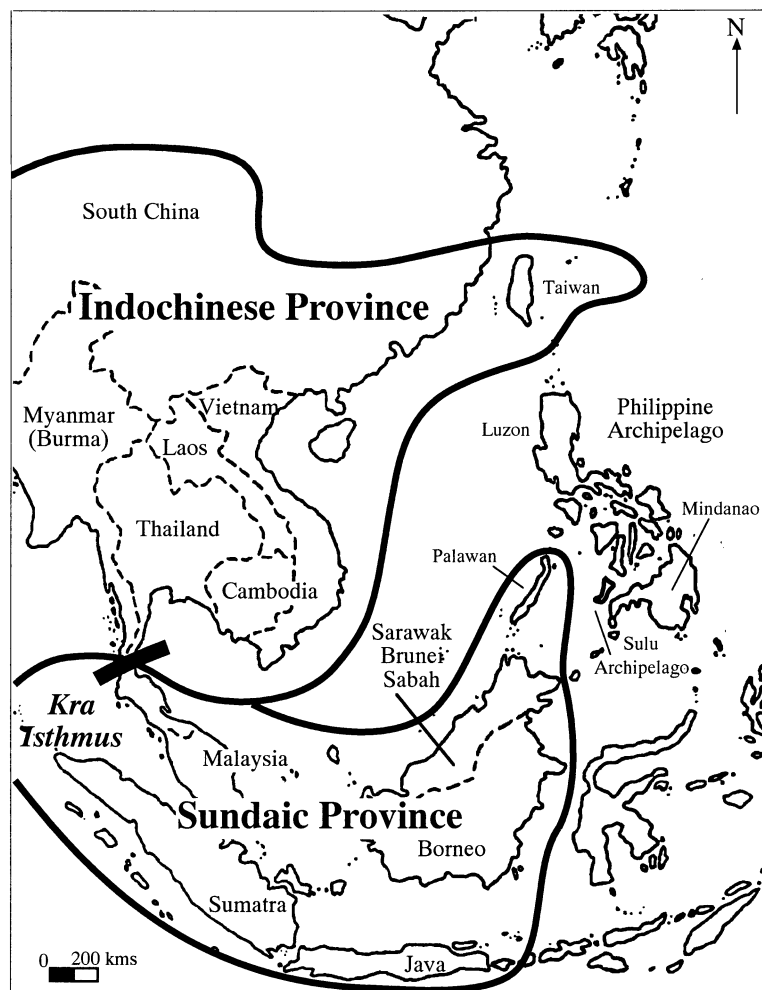 N
South China
Taiwan
Indochinese Province
Myanmar
(Burma)
Vietnam
Laos
Luzon
Philippine
Archipelago
Thailand
Mindanao
Palawan
Cambodia
Sarawak
Brunei
Sabah
Sulu
Archipelago
Kra
Isthmus
Malaysia
Sundaic Province
Borneo
Sumatra
Java
0 200 kms